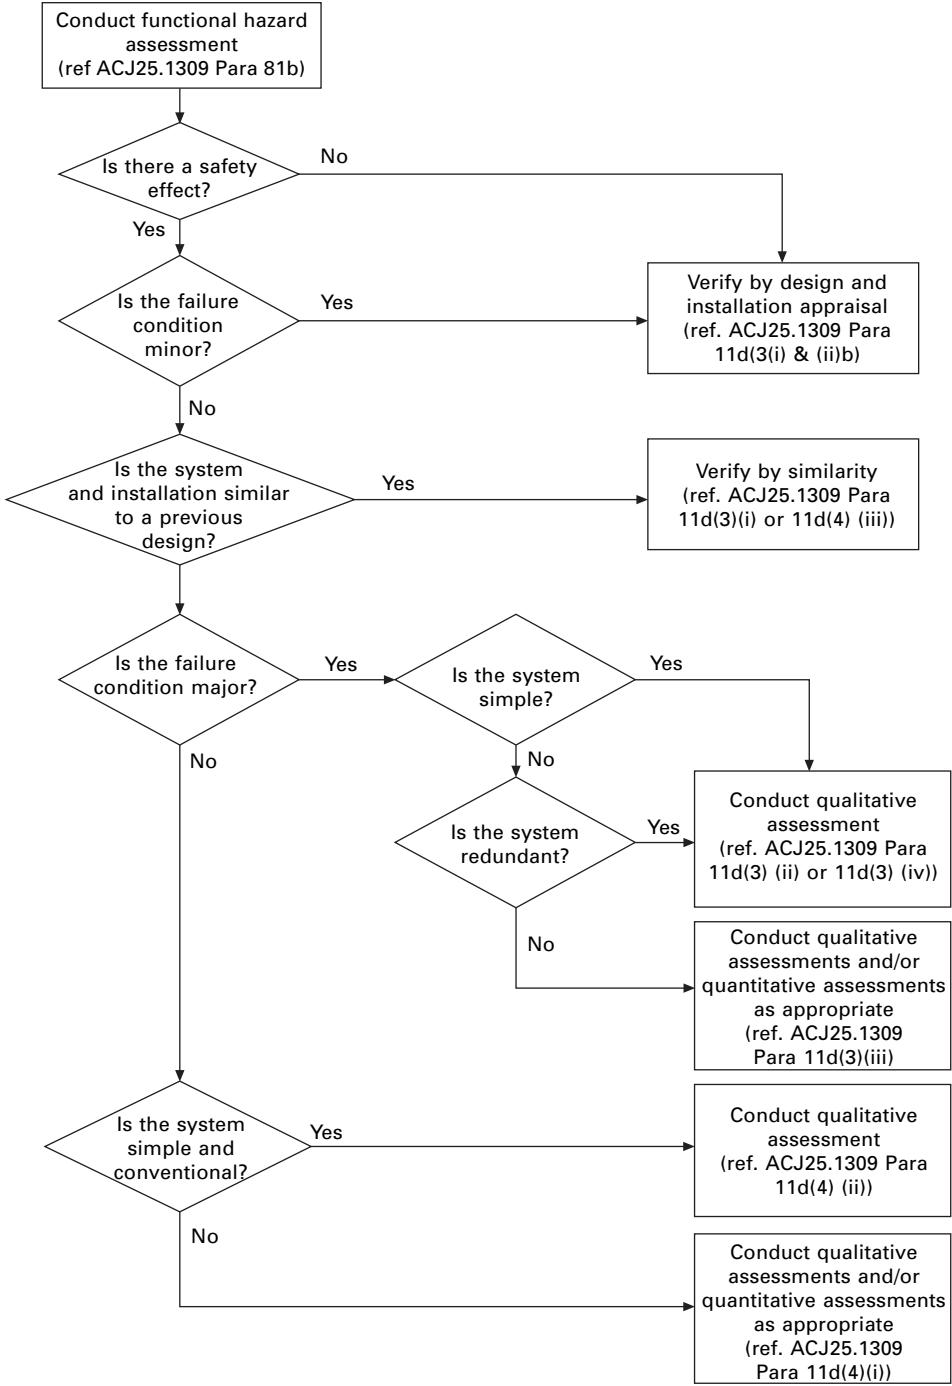 Conduct functional hazard
assessment
(ref ACJ25.1309 Para 81b)
Is there a safety
effect?
No
Yes
Is the failure
condition
minor?
Yes
Verify by design and
installation appraisal
(ref. ACJ25.1309 Para
11d(3(i) & (ii)b)
No
Is the system
and installation similar
to a previous
design?
Yes
Verify by similarity
(ref. ACJ25.1309 Para
11d(3)(i) or 11d(4) (iii))
Is the failure
condition major?
Yes
Is the system
simple?
Yes
No
No
Is the system
redundant?
Yes
Conduct qualitative
assessment
(ref. ACJ25.1309 Para
11d(3) (ii) or 11d(3) (iv))
No
Conduct qualitative
assessments and/or
quantitative assessments
as appropriate
(ref. ACJ25.1309
Para 11d(3)(iii)
Is the system
simple and
conventional?
Yes
Conduct qualitative
assessment
(ref. ACJ25.1309 Para
11d(4) (ii))
No
Conduct qualitative
assessments and/or
quantitative assessments
as appropriate
(ref. ACJ25.1309
Para 11d(4)(i))